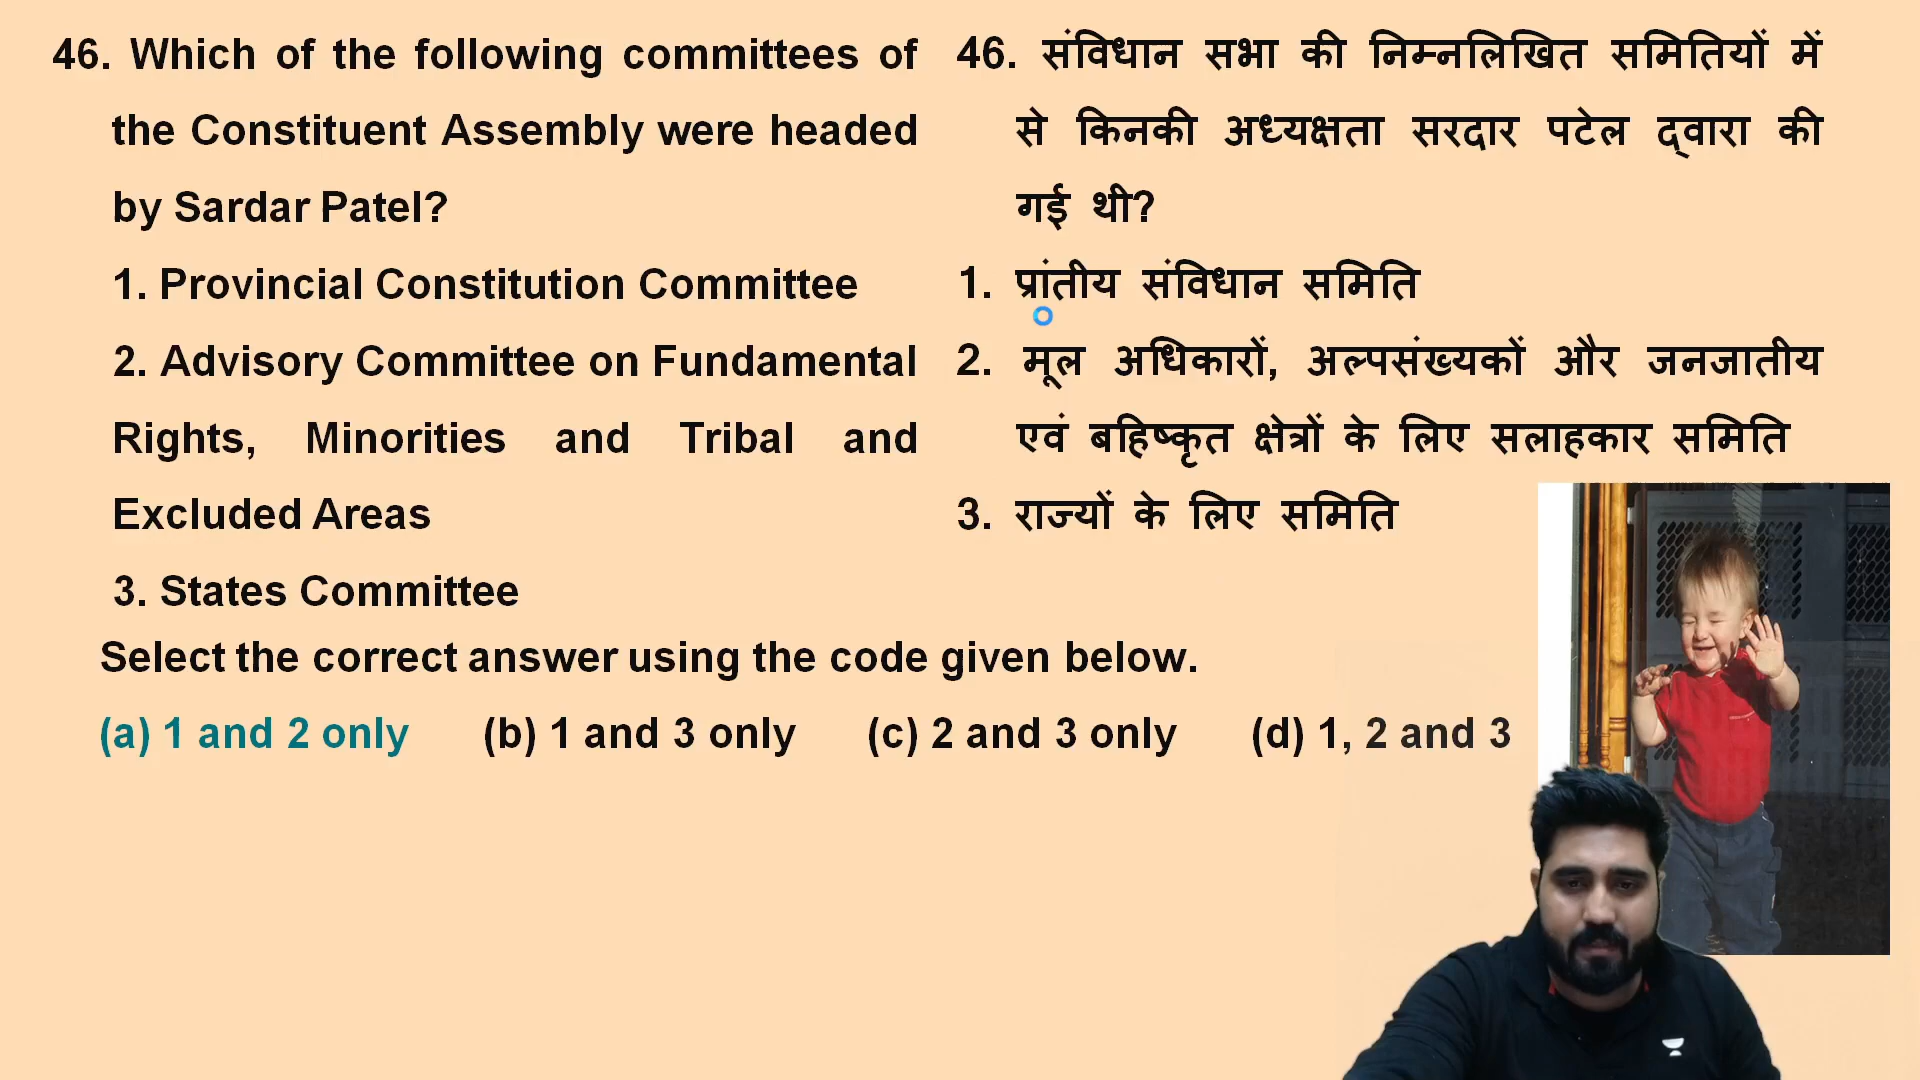 46. Which of the following committees of
the Constituent Assembly were headed
by Sardar Patel?
1. Provincial Constitution Committee
2. Advisory Committee on Fundamental
Rights, Minorities and Tribal and
Excluded Areas
3. States Committee
46. संविधान सभा की निम्नलिखित समितियों में
से किनकी अध्यक्षता सरदार पटेल द्वारा की
गई थी?
1. प्रांतीय संविधान समिति
2. मूल अधिकारों, अल्पसंख्यकों और जनजातीय
एवं बहिष्कृत क्षेत्रों के लिए सलाहकार समिति
3. राज्यों के लिए समिति
Select the correct answer using the code given below.
(a) 1 and 2 only (b) 1 and 3 only (c) 2 and 3 only (d) 1, 2 and 3